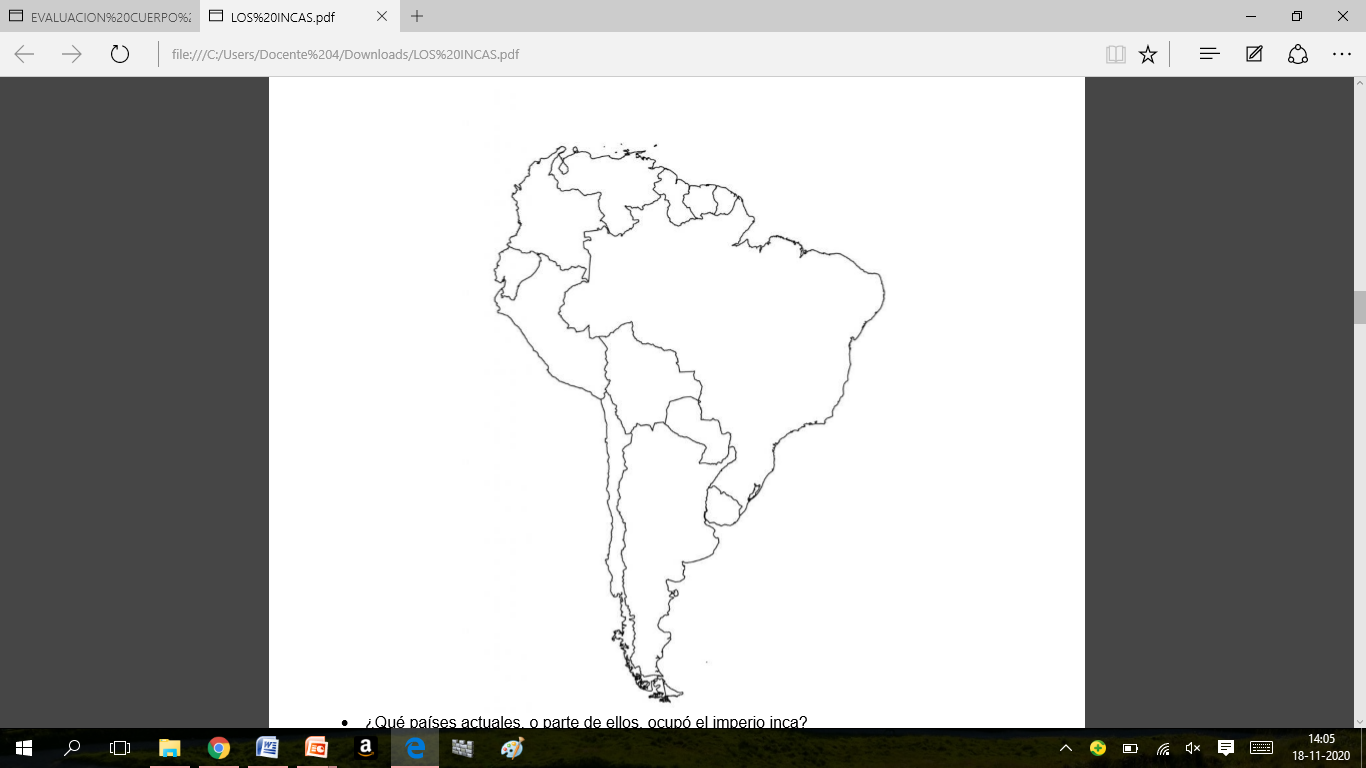 EVALUACION%20CUERPO%
LOS%20INCAS.pdf
file:///C:/Users/Docente%204/Downloads/LOS%20INCAS.pdf
• ¿Qué países actuales, o parte de ellos, ocupó el imperio inca?
14:05
18-11-2020